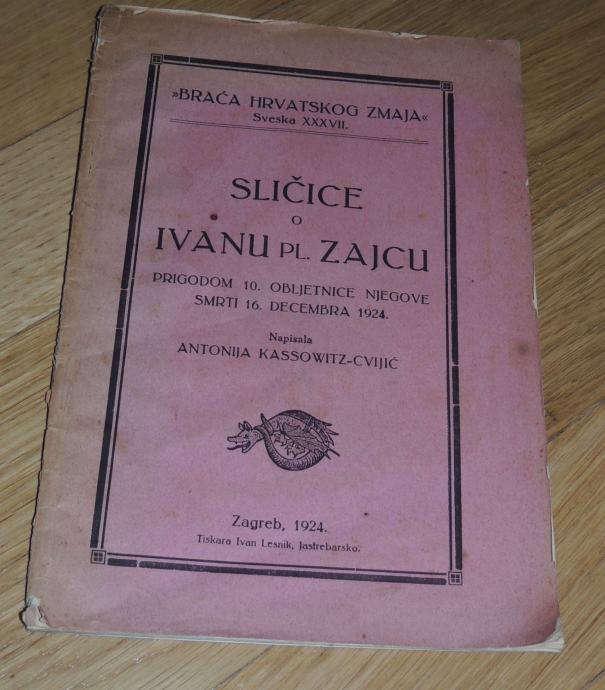 »BRAĆA HRVATSKOG ZMAJA«
Sveska XXXVII.
SLIČICE
O
IVANU PL. ZAJCU
PRIGODOM 10. OBLJETNICE NJEGOVE
SMRTI 16. DECEMBRA 1924.
Napisala
ANTONIJA KASSOWITZ-CVIJIĆ
Zagreb, 1924.
Tiskara Ivan Lesnik, Jastrebarsko.